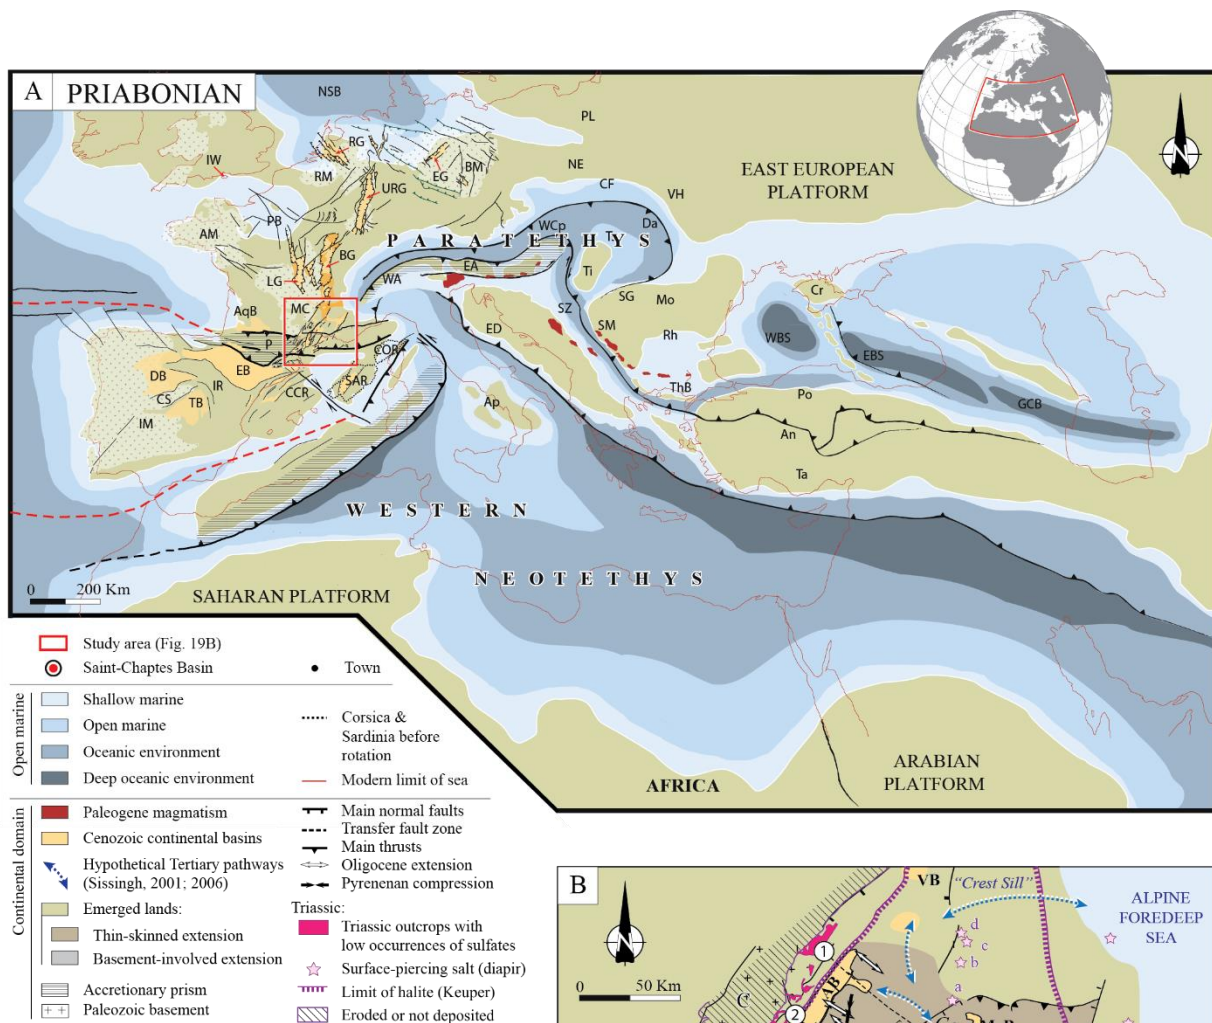 A PRIABONIAN
NSB
PL
IW
RG
RM
EG
BM
NE
URG
CF
VH
EAST EUROPEAN
PLATFORM
AM
PB
WCp
Da
PARATETHYS
BG
LG
WA
EA
Ti
SG
Mo
Cr
MC
AqB
SZ
SM
Rh
WBS
EBS
P
ED
COR
DB
EB
IR
CS
TB
CCR
SAR
ThB
Po
GCB
IM
Ap
An
Ta
WESTERN
NEOTETHYS
0 200 Km
SAHARAN PLATFORM
AFRICA
ARABIAN
PLATFORM
Study area (Fig. 19B)
Saint-Chaptes Basin
Town
Open marine
Shallow marine
Open marine
Oceanic environment
Deep oceanic environment
Corsica &
Sardinia before
rotation
Modern limit of sea
Continental domain
Paleogene magmatism
Cenozoic continental basins
Hypothetical Tertiary pathways
(Sissingh, 2001; 2006)
Emerged lands:
Thin-skinned extension
Basement-involved extension
Accretionary prism
Paleozoic basement
Main normal faults
Transfer fault zone
Main thrusts
Oligocene extension
Pyrenenan compression
Triassic:
Triassic outcrops with
low occurrences of sulfates
Surface-piercing salt (diapir)
Limit of halite (Keuper)
Eroded or not deposited
B
VB
"Crest Sill"
ALPINE
FOREDEEP
SEA
d
c
b
a
1
AB
C
2
0 50 Km
N
N